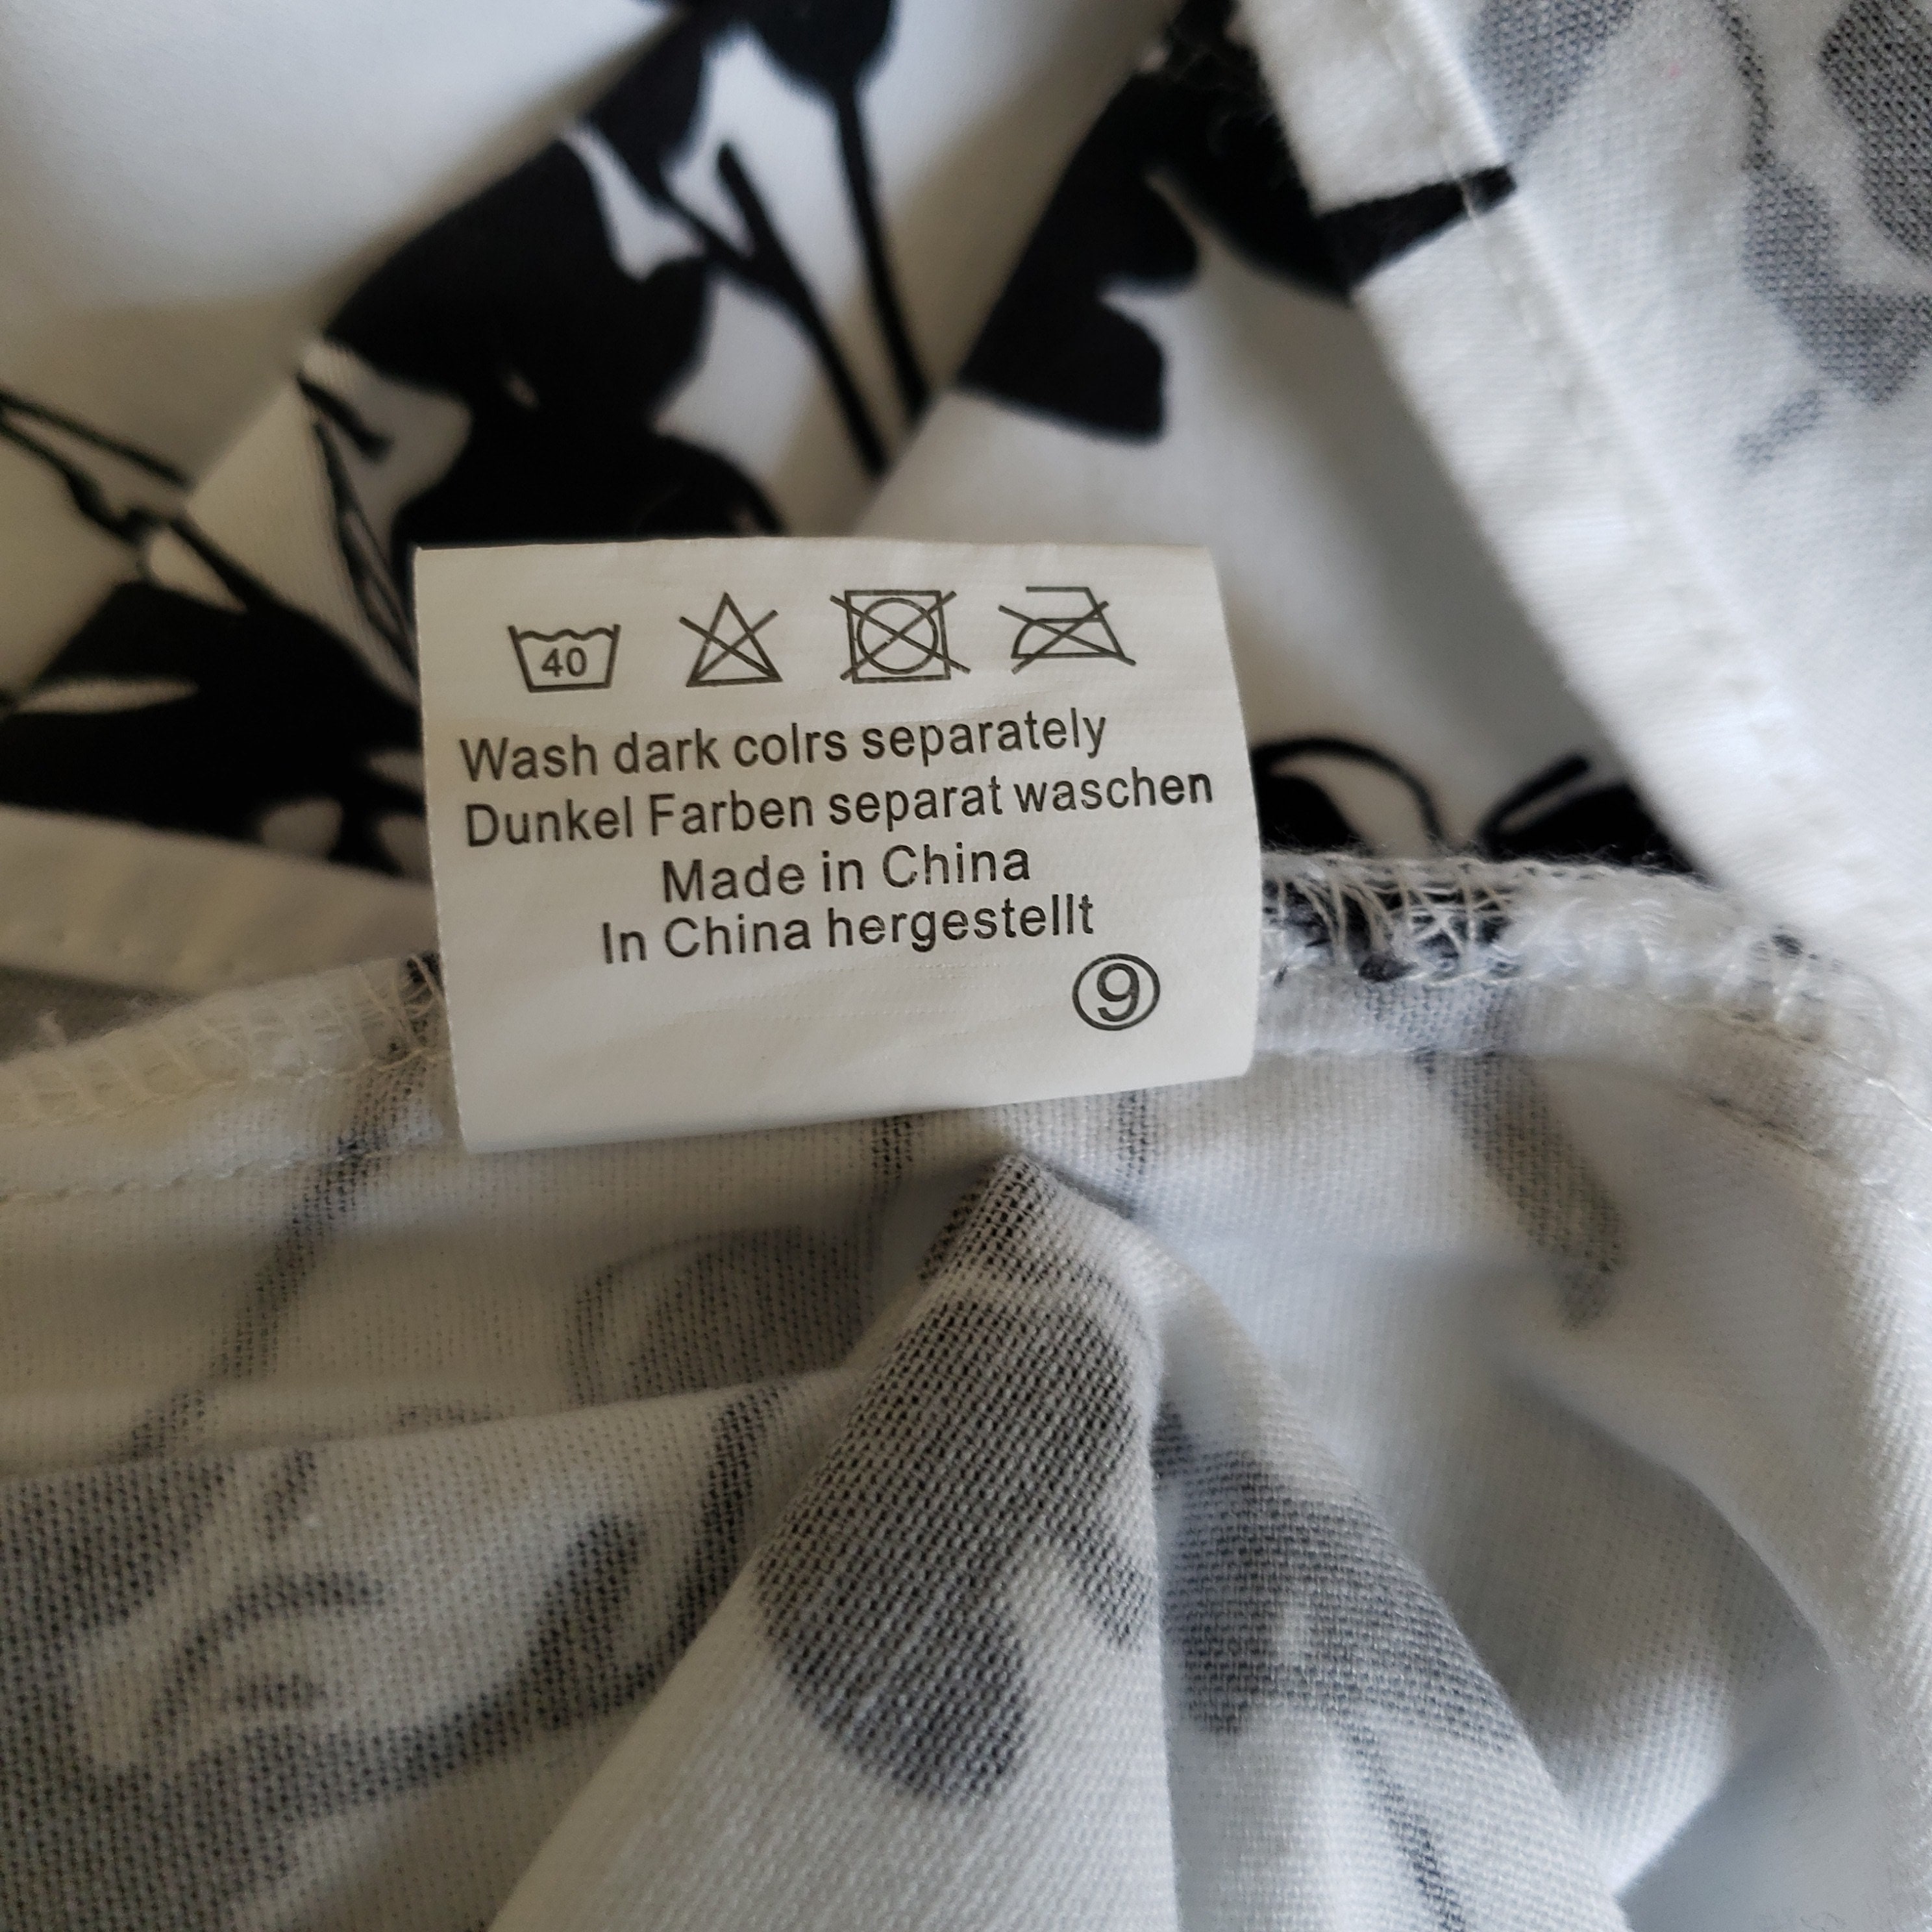 40
Wash dark colrs separately
Dunkel Farben separat waschen
Made in China
In China hergestellt
9